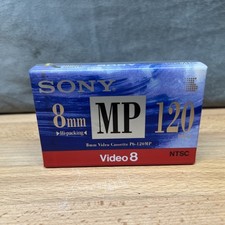 SONY
8mm MP 120
Hi-packing
8mm Video Cassette P6-120MP
Video 8 NTSC